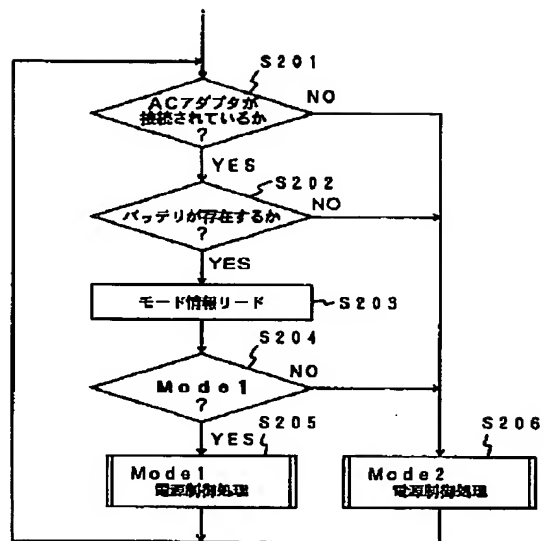 S201
ACアダプタが
接続されているか
?
NO
YES
S202
バッテリが存在するか
?
NO
YES
モード情報リード
S203
S204
Mode1
?
NO
YES
S205
Mode1
電源制御処理
S206
Mode2
電源制御処理